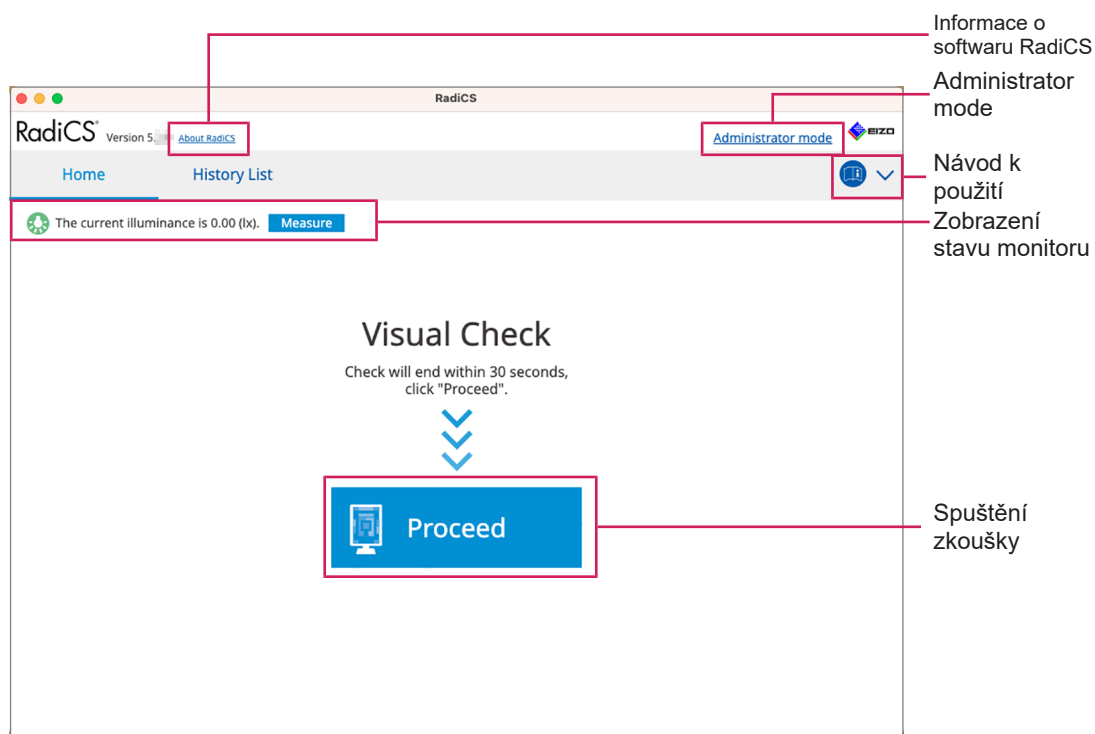 Informace o
softwaru RadiCS
Administrator
mode
RadiCS
RadiCS Version 5. About RadiCS
Administrator mode
EIZO
Home
History List
Návod k
použití
The current illuminance is 0.00 (lx). Measure
Zobrazení
stavu monitoru
Visual Check
Check will end within 30 seconds,
click "Proceed".
Proceed
Spuštění
zkoušky